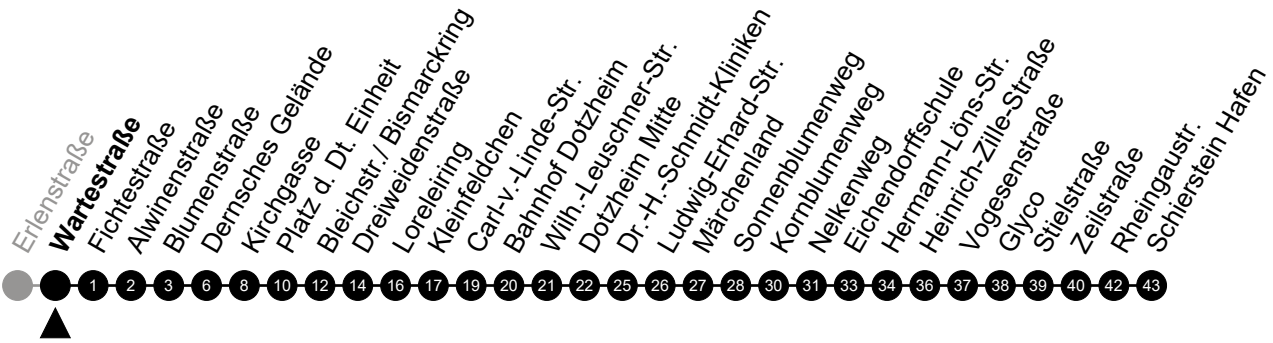 Erlenstraße
Wartestraße
Fichtestraße
Alwinenstraße
Blumenstraße
Dernsches Gelände
Kirchgasse
Platz d. Dt. Einheit
Bleichstr./ Bismarckring
Dreiweidenstraße
Loreleiring
Kleinfeldchen
Carl-v.-Linde-Str.
Bahnhof Dotzheim
Wilh.-Leuschner-Str.
Dotzheim Mitte
Dr.-H.-Schmidt-Kliniken
Ludwig-Erhard-Str.
Märchenland
Sonnenblumenweg
Kornblumenweg
Nelkenweg
Eichendorffschule
Hermann-Löns-Str.
Heinrich-Zille-Straße
Vogesenstraße
Glyco
Stielstraße
Zeilstraße
Rheingaustr.
Schierstein Hafen
1 2 3 6 8 10 12 14 16 17 19 20 21 22 25 26 27 28 30 31 33 34 36 37 38 39 40 42 43